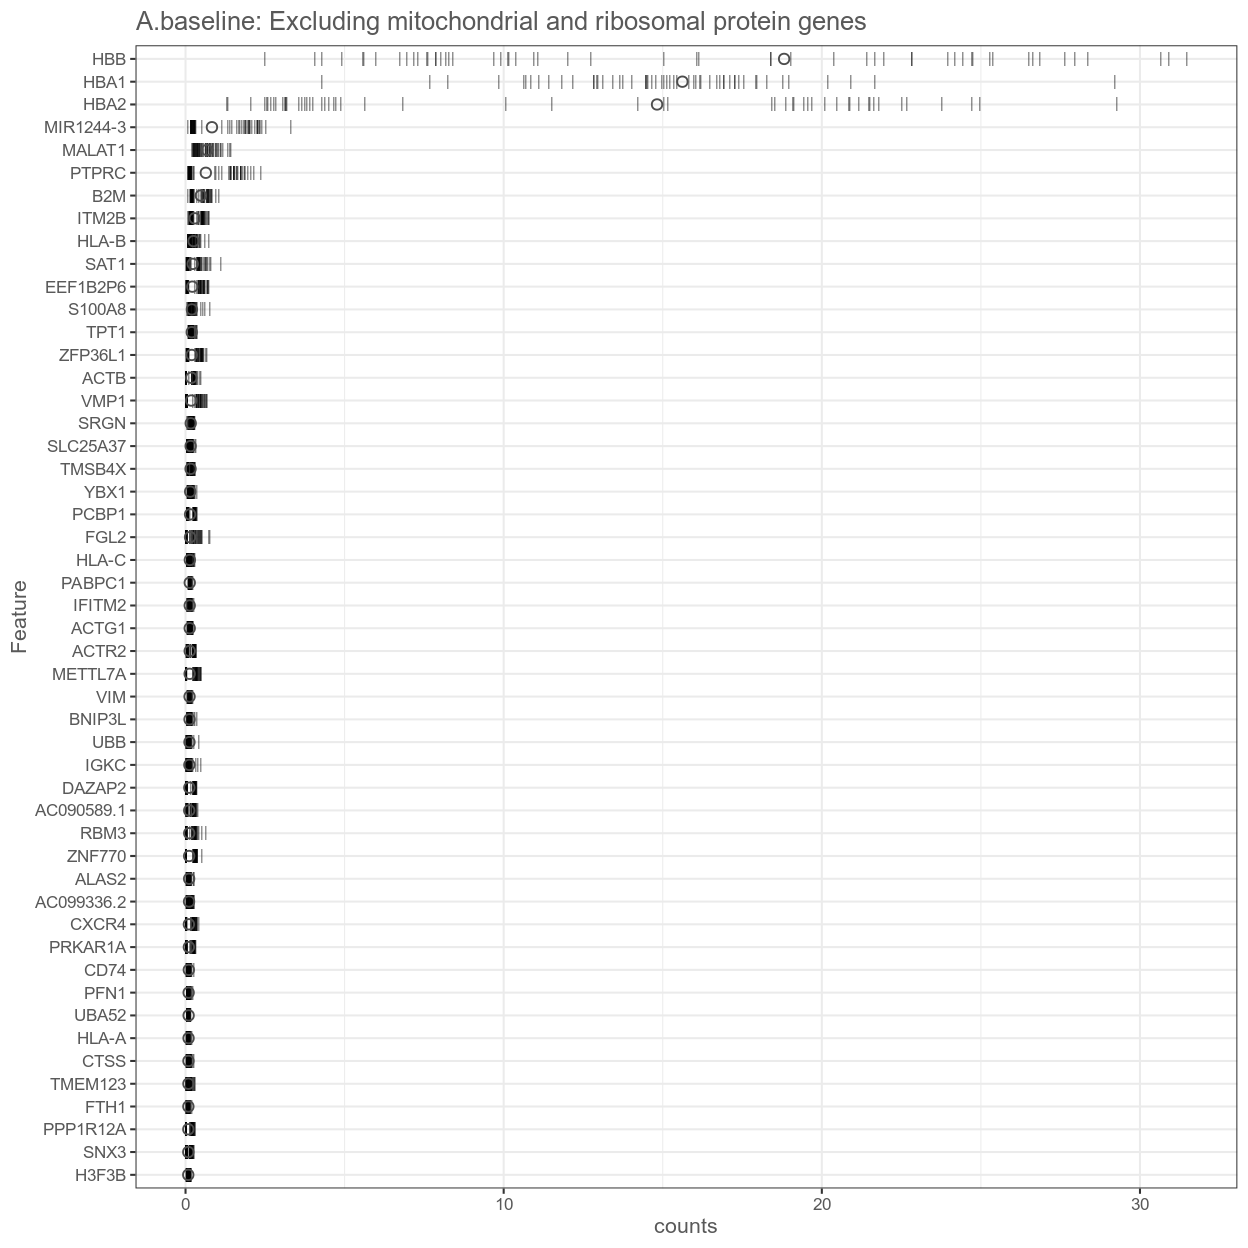 A.baseline: Excluding mitochondrial and ribosomal protein genes
HBB
HBA1
HBA2
MIR1244-3
MALAT1
PTPRC
B2M
ITM2B
HLA-B
SAT1
EEF1B2P6
S100A8
TPT1
ZFP36L1
ACTB
VMP1
SRGN
SLC25A37
TMSB4X
YBX1
PCBP1
FGL2
HLA-C
PABPC1
IFITM2
ACTG1
ACTR2
METTL7A
VIM
BNIP3L
UBB
IGKC
DAZAP2
AC090589.1
RBM3
ZNF770
ALAS2
AC099336.2
CXCR4
PRKAR1A
CD74
PFN1
UBA52
HLA-A
CTSS
TMEM123
FTH1
PPP1R12A
SNX3
H3F3B
Feature
0 10 20 30
counts